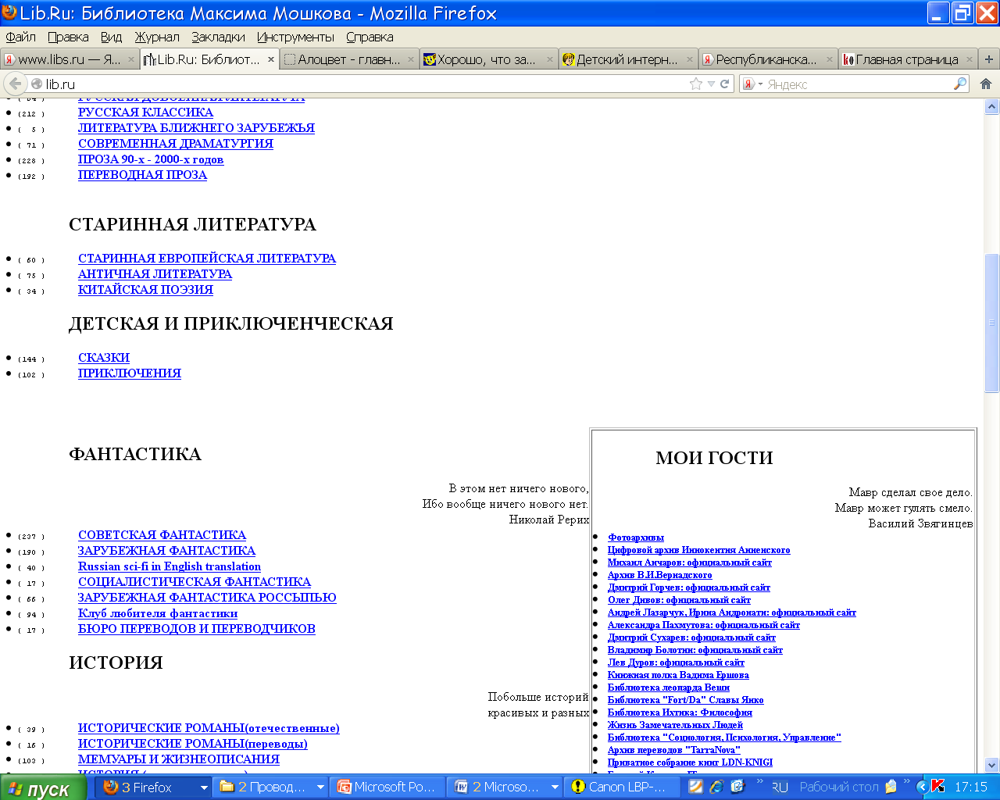 Lib.Ru: Библиотека Максима Мошкова - Mozilla Firefox
Файл Правка Вид Журнал Закладки Инструменты Справка
www.libs.ru — Я... Lib.Ru: Библиот... Алоцвет - главн... Хорошо, что за... Детский интерн... Республиканска... Главная страница
lib.ru Яндекс
РУССКАЯ ДОВОЕННАЯ ЛИТЕРАТУРА
(212 ) РУССКАЯ КЛАССИКА
( 5 ) ЛИТЕРАТУРА БЛИЖНЕГО ЗАРУБЕЖЬЯ
( 71 ) СОВРЕМЕННАЯ ДРАМАТУРГИЯ
(228 ) ПРОЗА 90-х - 2000-х годов
(192 ) ПЕРЕВОДНАЯ ПРОЗА
СТАРИННАЯ ЛИТЕРАТУРА
( 60 ) СТАРИННАЯ ЕВРОПЕЙСКАЯ ЛИТЕРАТУРА
( 75 ) АНТИЧНАЯ ЛИТЕРАТУРА
( 34 ) КИТАЙСКАЯ ПОЭЗИЯ
ДЕТСКАЯ И ПРИКЛЮЧЕНЧЕСКАЯ
(144 ) СКАЗКИ
(102 ) ПРИКЛЮЧЕНИЯ
ФАНТАСТИКА
В этом нет ничего нового,
Ибо вообще ничего нового нет.
Николай Рерих
(237 ) СОВЕТСКАЯ ФАНТАСТИКА
(190 ) ЗАРУБЕЖНАЯ ФАНТАСТИКА
( 40 ) Russian sci-fi in English translation
( 17 ) СОЦИАЛИСТИЧЕСКАЯ ФАНТАСТИКА
( 66 ) ЗАРУБЕЖНАЯ ФАНТАСТИКА РОССЫПЬЮ
( 94 ) Клуб любителя фантастики
( 17 ) БЮРО ПЕРЕВОДОВ И ПЕРЕВОДЧИКОВ
ИСТОРИЯ
Побольше историй
красивых и разных
( 39 ) ИСТОРИЧЕСКИЕ РОМАНЫ(отечественные)
( 16 ) ИСТОРИЧЕСКИЕ РОМАНЫ(переводы)
(103 ) МЕМУАРЫ И ЖИЗНЕОПИСАНИЯ
МОИ ГОСТИ
Мавр сделал свое дело.
Мавр может гулять смело.
Василий Звягинцев
Фотоархивы
Цифровой архив Иннокентия Анненского
Михаил Анчаров: официальный сайт
Архив В.И.Вернадского
Дмитрий Горчев: официальный сайт
Олег Дивов: официальный сайт
Андрей Лазарчук, Ирина Андронати: официальный сайт
Александра Пахмутова: официальный сайт
Дмитрий Сухарев: официальный сайт
Владимир Болотин: официальный сайт
Лев Дуров: официальный сайт
Книжная полка Вадима Ершова
Библиотека леопарда Веши
Библиотека "Fort/Da" Славы Янко
Библиотека Ихтика: Философия
Жизнь Замечательных Людей
Библиотека "Социология, Психология, Управление"
Архив переводов "TarraNova"
Приватное собрание книг LDN-KNIGI
пуск 3 Firefox 2 Провод... Microsoft Po... 2 Microso... Canon LBP-... RU Рабочий стол 17:15